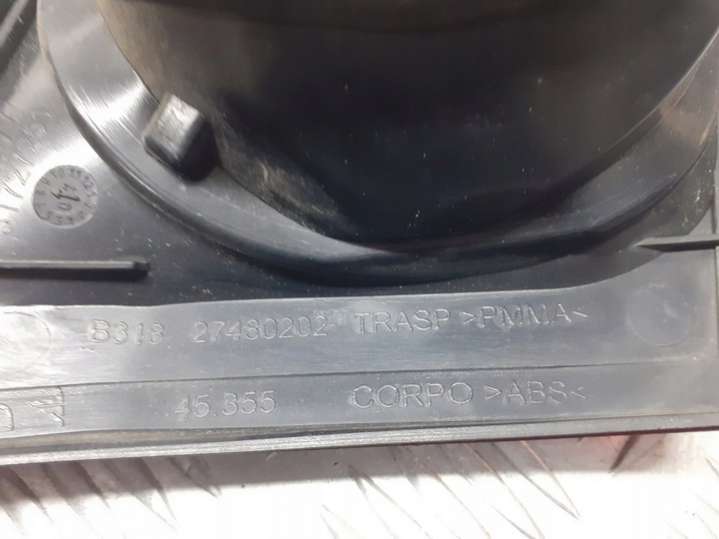 B318 27480202 TRASP >PMMA<
45.355 CORPO >ABS<